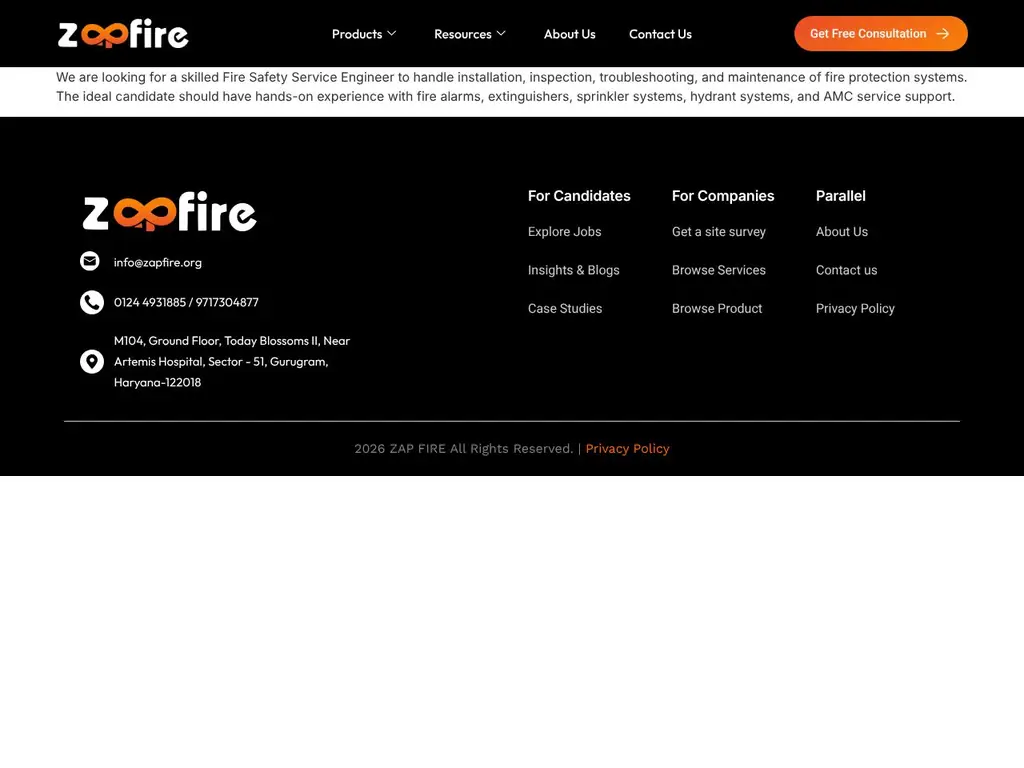 zapfire
Products
Resources
About Us
Contact Us
Get Free Consultation
We are looking for a skilled Fire Safety Service Engineer to handle installation, inspection, troubleshooting, and maintenance of fire protection systems.
The ideal candidate should have hands-on experience with fire alarms, extinguishers, sprinkler systems, hydrant systems, and AMC service support.
zapfire
info@zapfire.org
0124 4931885 / 9717304877
M104, Ground Floor, Today Blossoms II, Near
Artemis Hospital, Sector - 51, Gurugram,
Haryana-122018
For Candidates
Explore Jobs
Insights & Blogs
Case Studies
For Companies
Get a site survey
Browse Services
Browse Product
Parallel
About Us
Contact us
Privacy Policy
2026 ZAP FIRE All Rights Reserved. | Privacy Policy